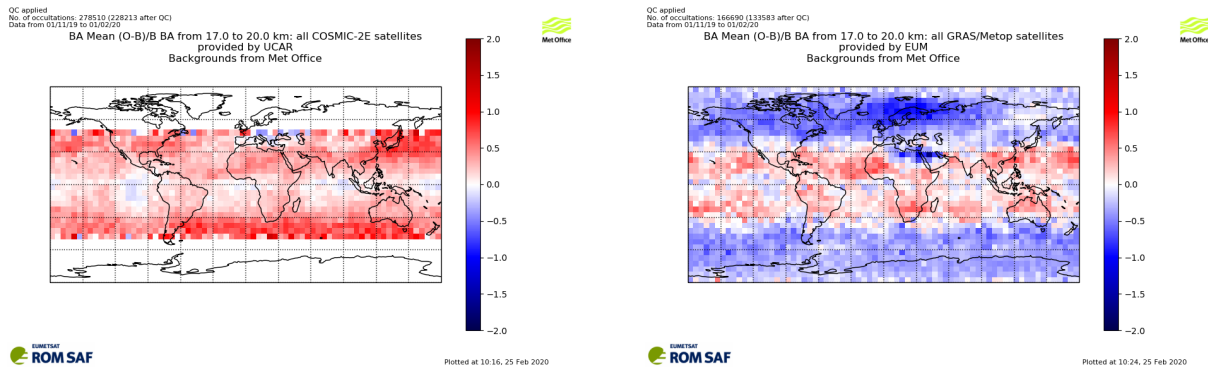 QC applied
No. of occultations: 278510 (228213 after QC)
Data from 01/11/19 to 01/02/20
Met Office
BA Mean (O-B)/B BA from 17.0 to 20.0 km: all COSMIC-2E satellites
provided by UCAR
Backgrounds from Met Office
2.0
1.5
1.0
0.5
0.0
−0.5
−1.0
−1.5
−2.0
EUMETSAT
ROM SAF
Plotted at 10:16, 25 Feb 2020
QC applied
No. of occultations: 166690 (133583 after QC)
Data from 01/11/19 to 01/02/20
Met Office
BA Mean (O-B)/B BA from 17.0 to 20.0 km: all GRAS/Metop satellites
provided by EUM
Backgrounds from Met Office
2.0
1.5
1.0
0.5
0.0
−0.5
−1.0
−1.5
−2.0
EUMETSAT
ROM SAF
Plotted at 10:24, 25 Feb 2020